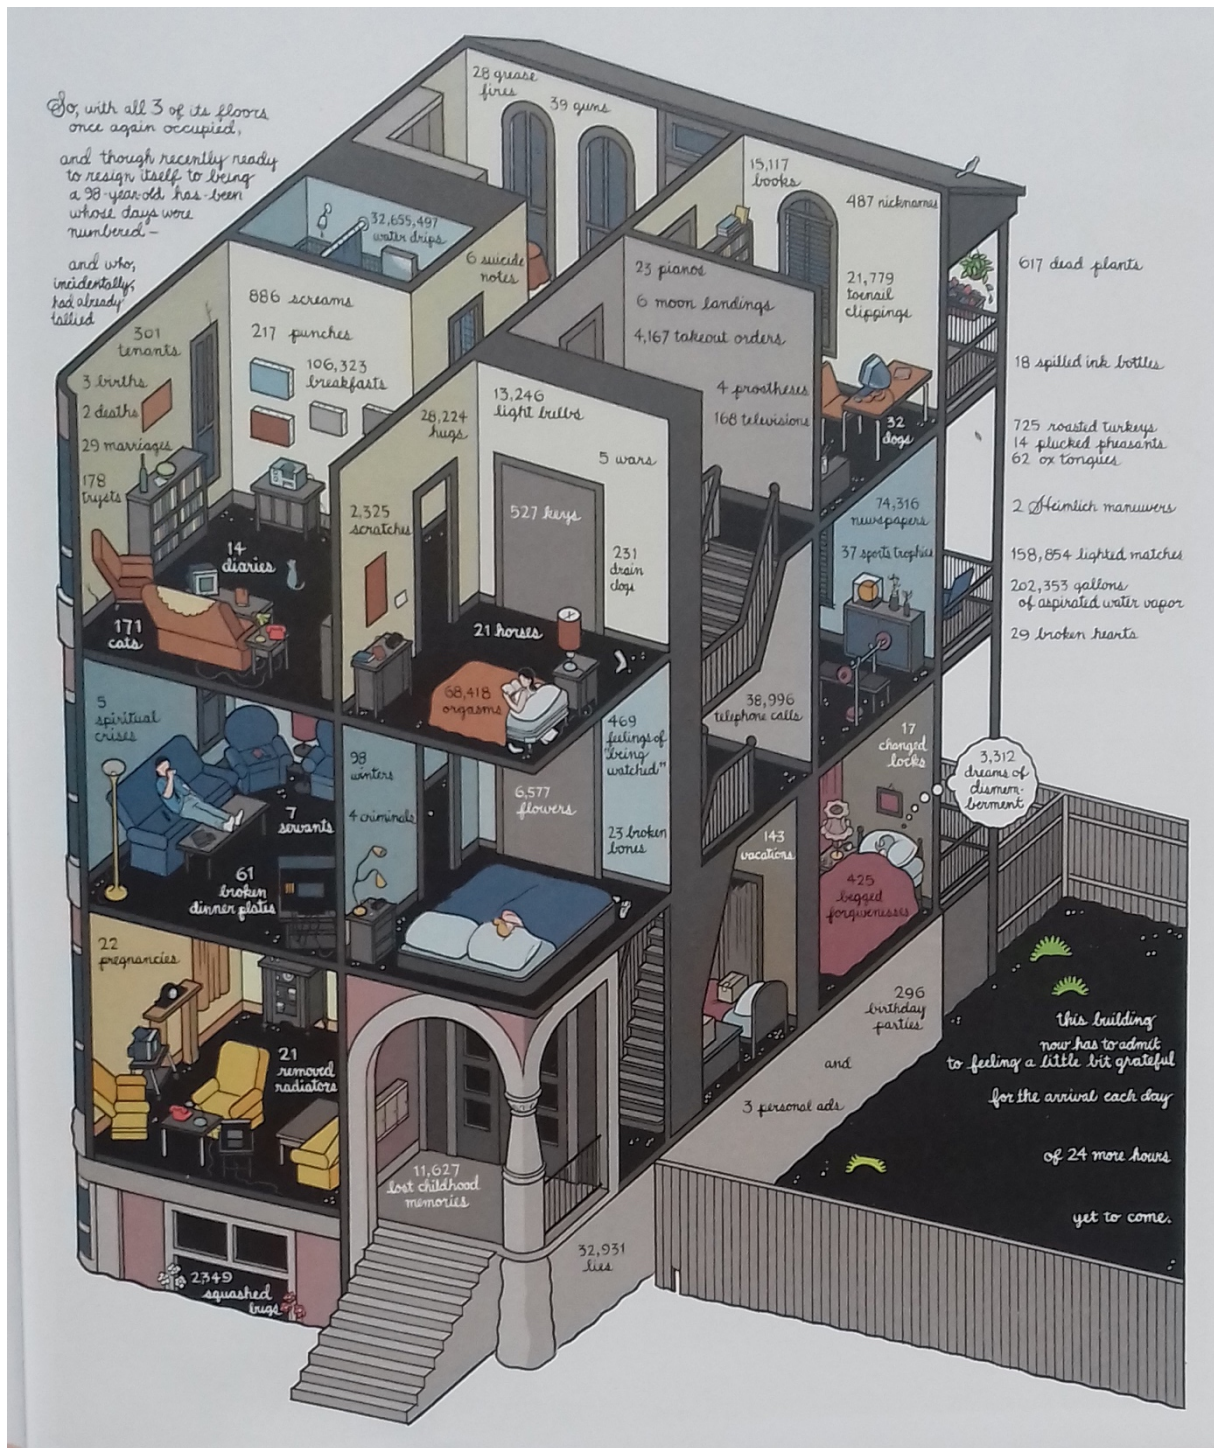 So, with all 3 of its floors
once again occupied,
and though recently ready
to resign itself to being
a 98-year-old has-been
whose days were
numbered—
and who,
incidentally,
had already
tallied
301
tenants
3 births
2 deaths
29 marriages
178
trysts
886 screams
217 punches
106,323
breakfasts
32,655,497
water drips
28 grease
fires
39 guns
6 suicide
notes
14
diaries
171
cats
28,224
hugs
2,325
scratches
13,246
light bulbs
5 wars
527 keys
231
drain
clogs
21 horses
68,418
orgasms
23 pianos
6 moon landings
4,167 takeout orders
4 prostheses
168 televisions
15,117
books
487 nicknames
21,779
toenail
clippings
32
dogs
617 dead plants
18 spilled ink bottles
725 roasted turkeys
14 plucked pheasants
62 ox tongues
2 Heimlich maneuvers
158,854 lighted matches
202,353 gallons
of aspirated water vapor
29 broken hearts
74,316
newspapers
37 sports trophies
38,996
telephone calls
5
spiritual
crises
7
servants
61
broken
dinner plates
98
winters
4 criminals
6,577
flowers
469
feelings of
"being
watched"
23 broken
bones
17
changed
locks
3,312
dreams of
dismem-
berment
143
vacations
425
begged
forgivenesses
22
pregnancies
21
removed
radiators
11,627
lost childhood
memories
2349
squashed
bugs
32,931
lies
296
birthday
parties
and
3 personal ads
this building
now has to admit
to feeling a little bit grateful
for the arrival each day
of 24 more hours
yet to come.